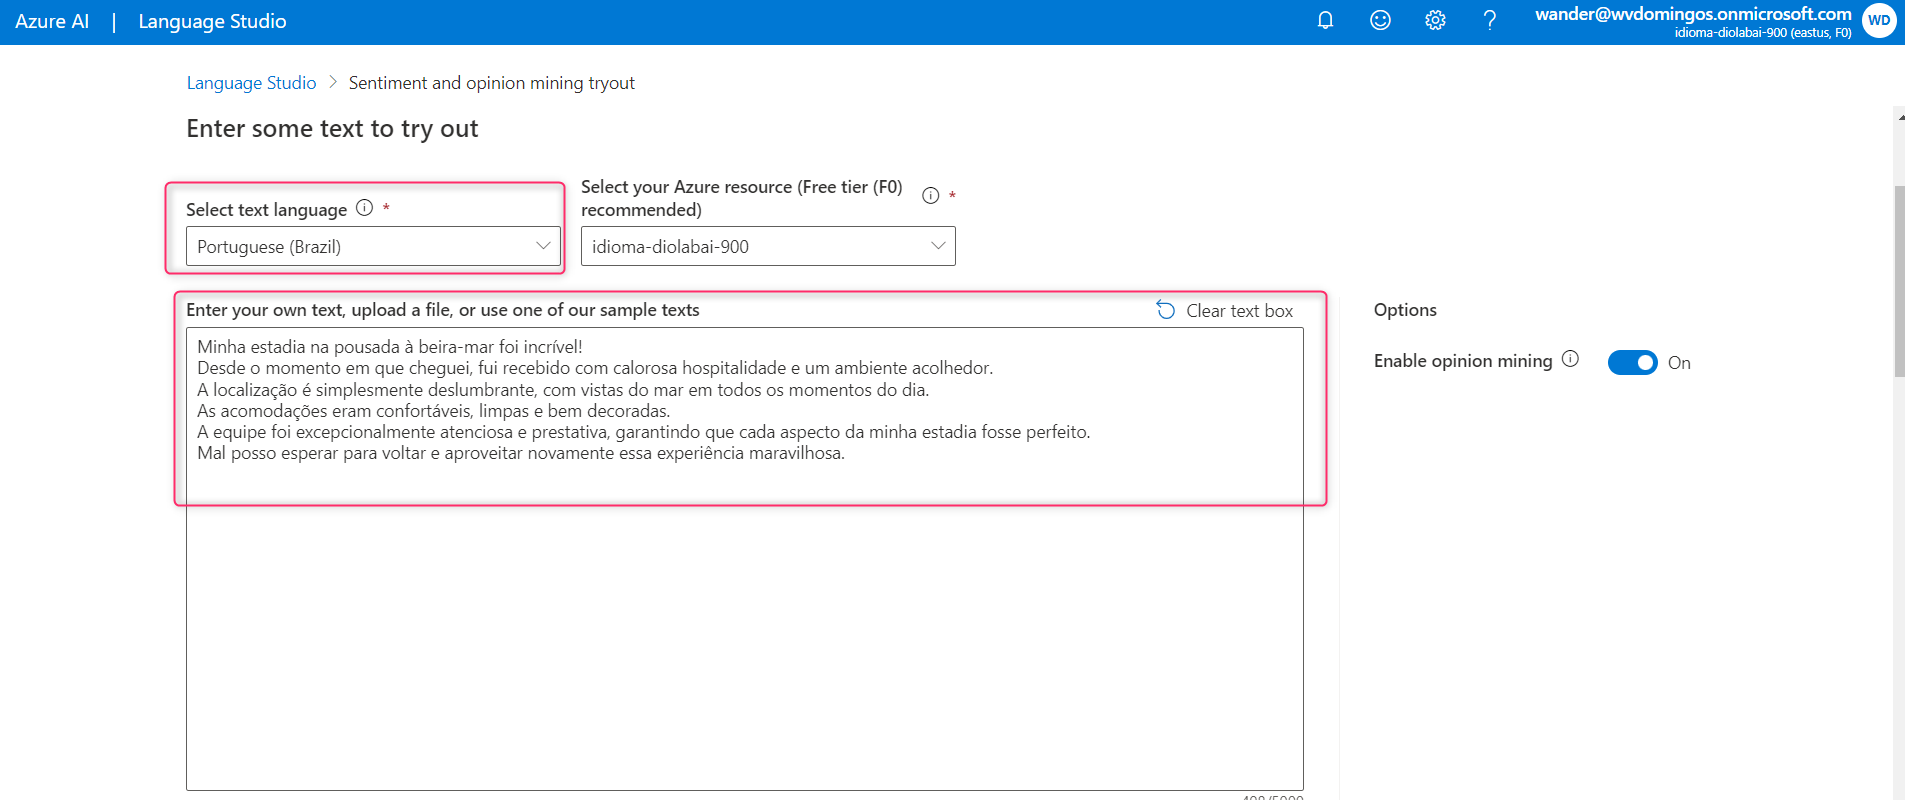 Azure AI | Language Studio
wander@wvdomingos.onmicrosoft.com
idioma-diolabai-900 (eastus, F0)
WD
Language Studio > Sentiment and opinion mining tryout
Enter some text to try out
Select text language *
Portuguese (Brazil)
Select your Azure resource (Free tier (F0)
recommended) *
idioma-diolabai-900
Enter your own text, upload a file, or use one of our sample texts
Clear text box
Minha estadia na pousada à beira-mar foi incrível!
Desde o momento em que cheguei, fui recebido com calorosa hospitalidade e um ambiente acolhedor.
A localização é simplesmente deslumbrante, com vistas do mar em todos os momentos do dia.
As acomodações eram confortáveis, limpas e bem decoradas.
A equipe foi excepcionalmente atenciosa e prestativa, garantindo que cada aspecto da minha estadia fosse perfeito.
Mal posso esperar para voltar e aproveitar novamente essa experiência maravilhosa.
Options
Enable opinion mining
On